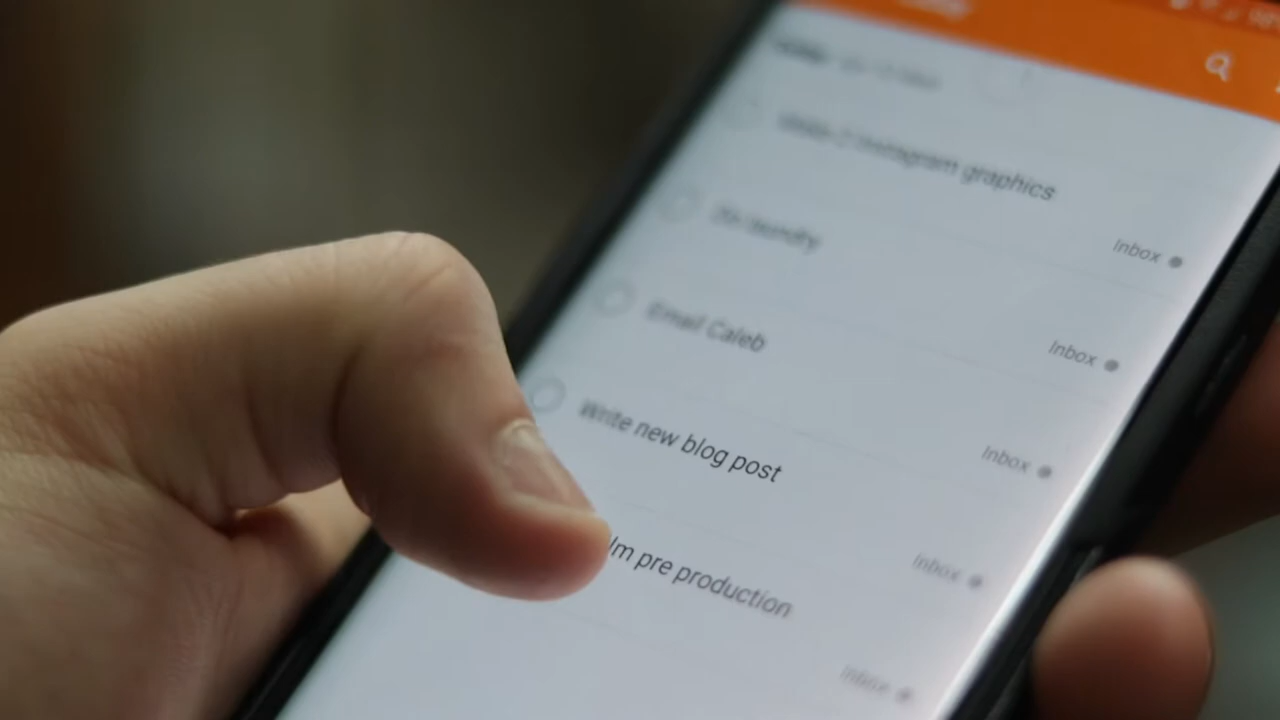 Make 2 Instagram graphics
Inbox
Do laundry
Inbox
Email Caleb
Inbox
Write new blog post
Inbox
lm pre production
Inbox